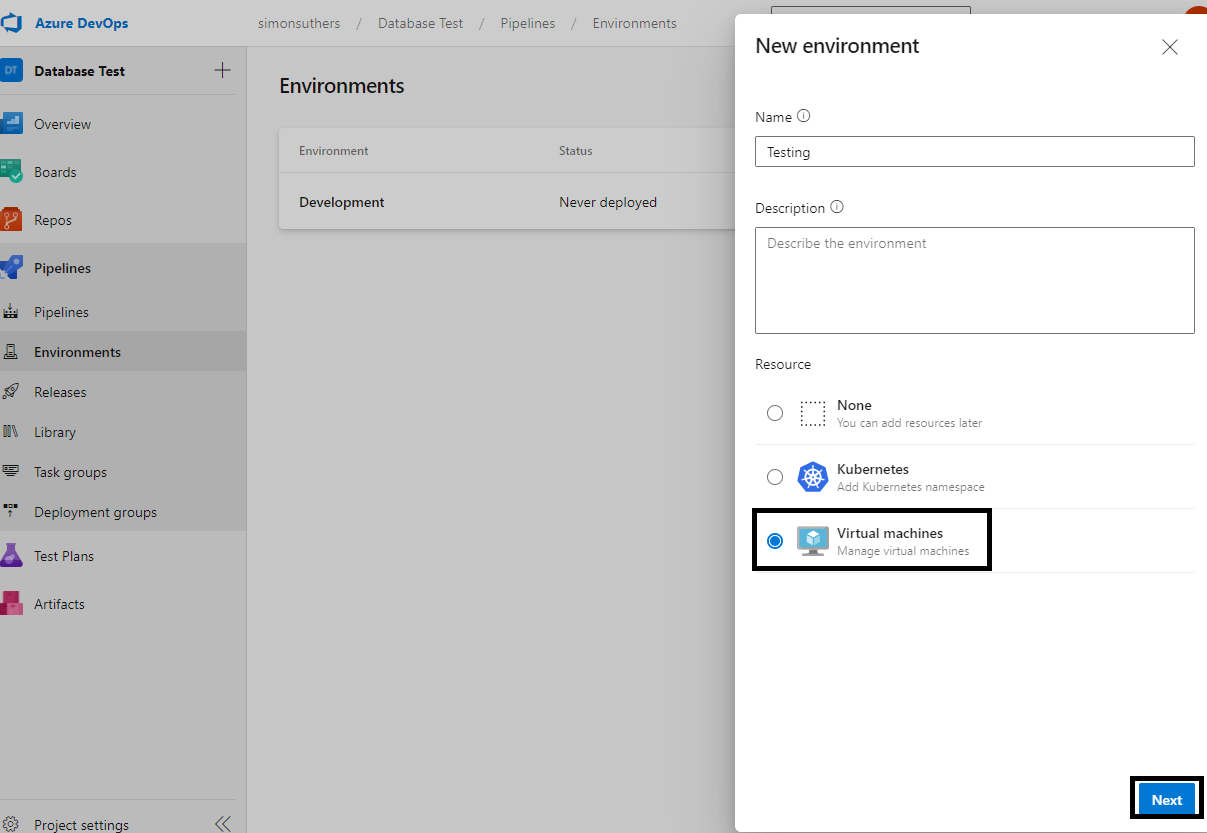 Azure DevOps
simonsuthers / Database Test / Pipelines / Environments
DT Database Test
Overview
Boards
Repos
Pipelines
Pipelines
Environments
Releases
Library
Task groups
Deployment groups
Test Plans
Artifacts
Project settings
Environments
Environment Status
Development Never deployed
New environment
Name
Testing
Description
Describe the environment
Resource
None
You can add resources later
Kubernetes
Add Kubernetes namespace
Virtual machines
Manage virtual machines
Next